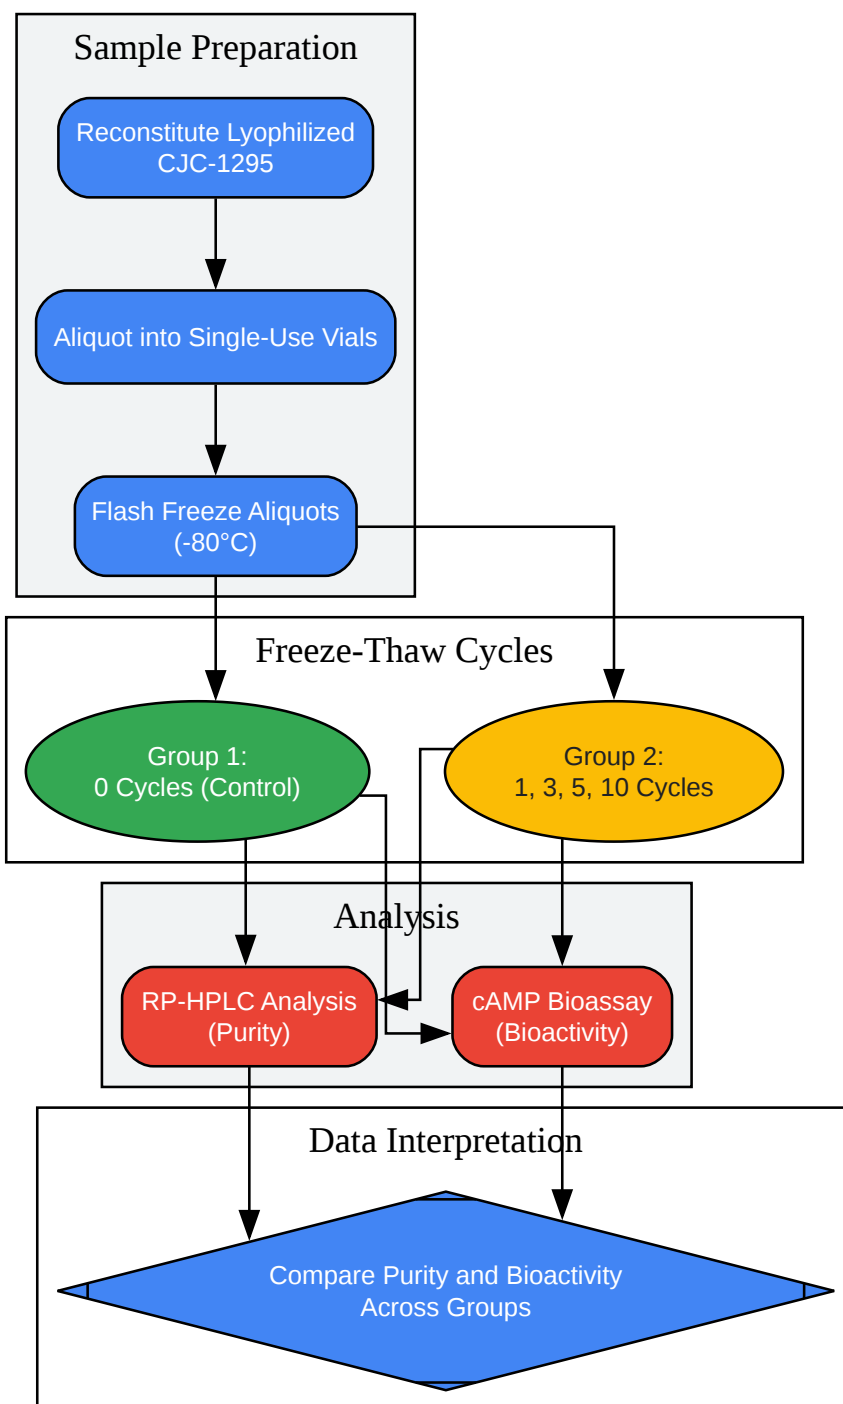 Sample Preparation
Reconstitute Lyophilized
CJC-1295
Aliquot into Single-Use Vials
Flash Freeze Aliquots
(-80°C)
Freeze-Thaw Cycles
Group 1:
0 Cycles (Control)
Group 2:
1, 3, 5, 10 Cycles
Analysis
RP-HPLC Analysis
(Purity)
cAMP Bioassay
(Bioactivity)
Data Interpretation
Compare Purity and Bioactivity
Across Groups